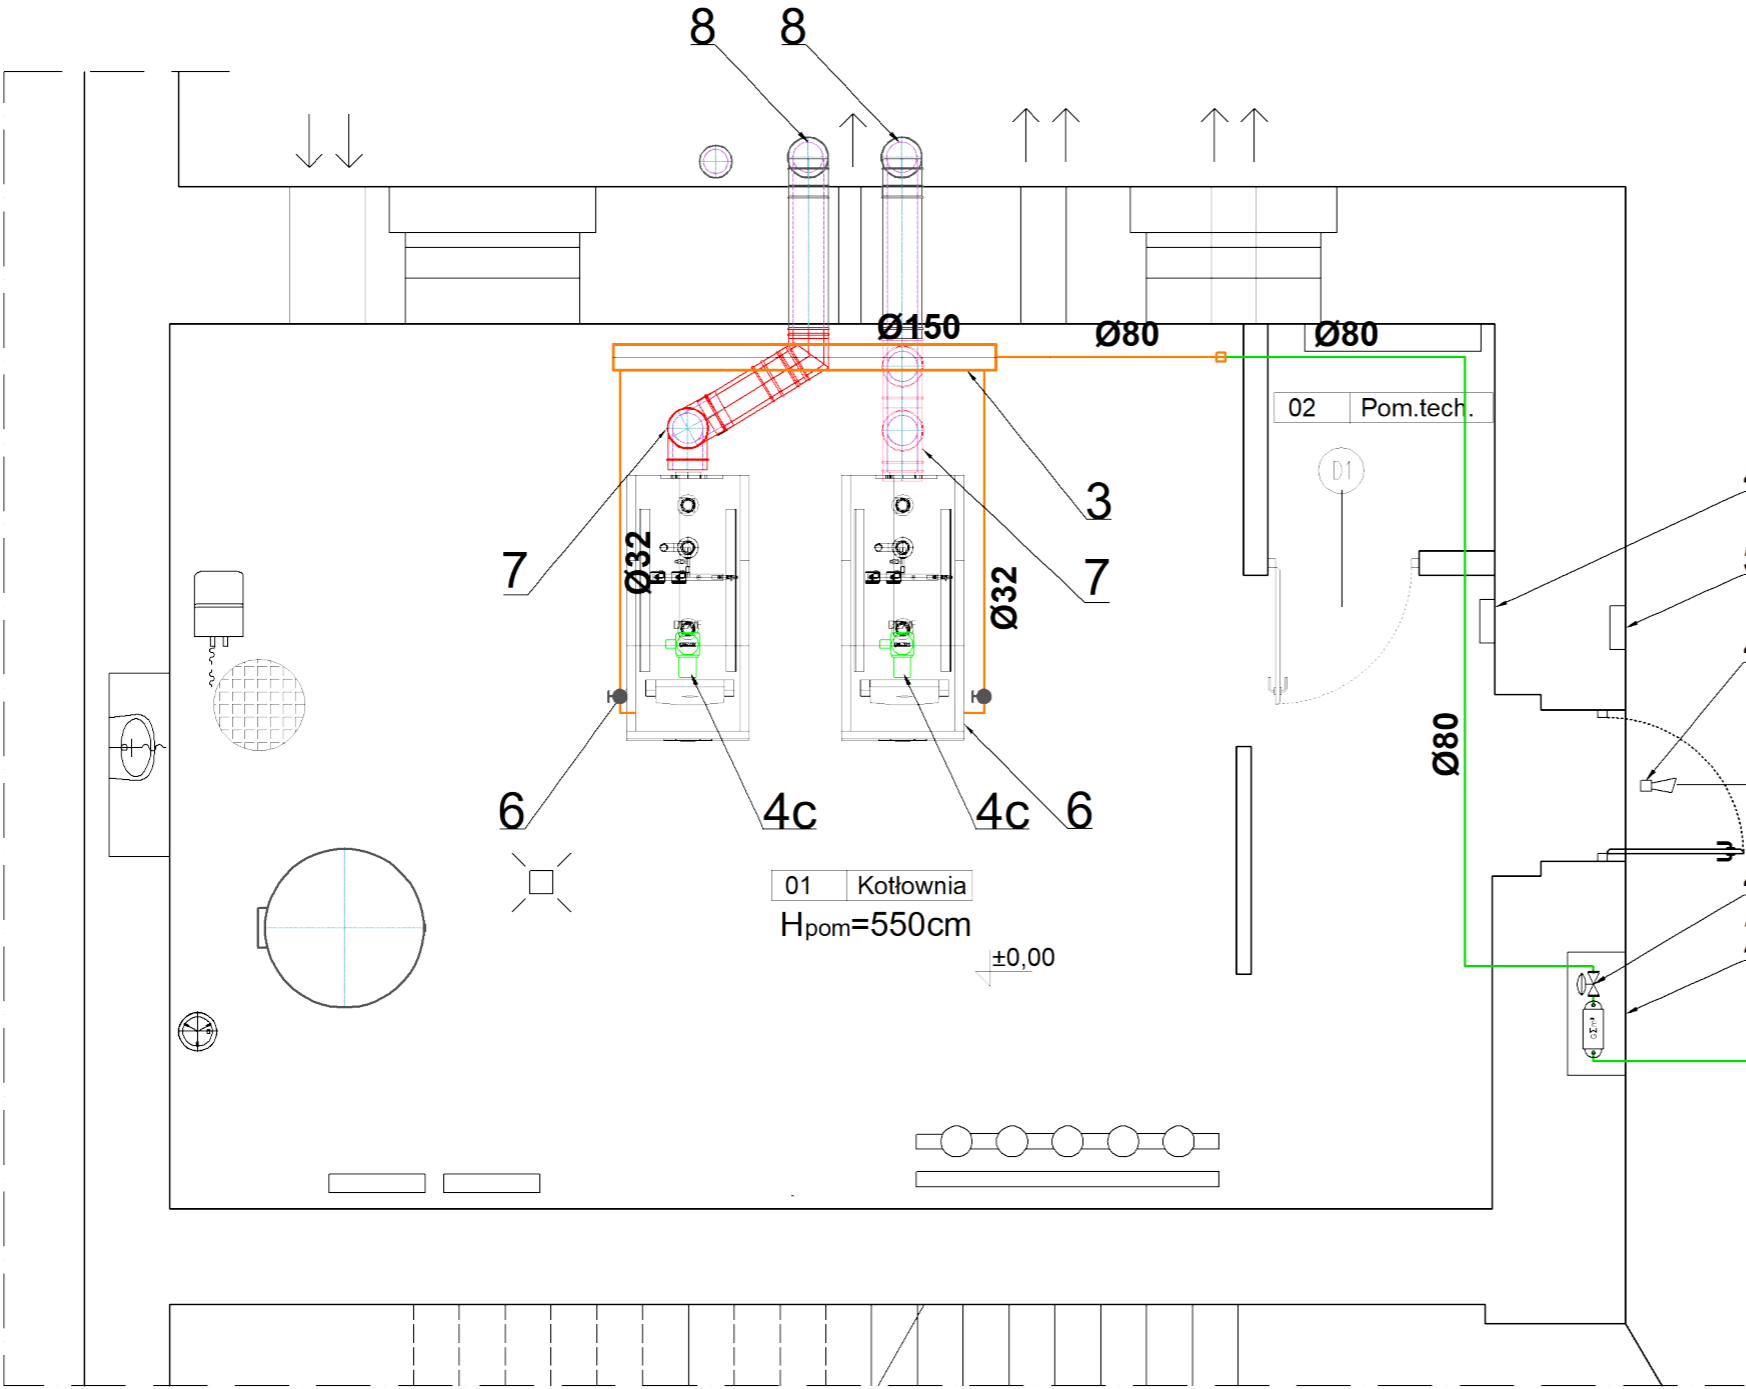 8 8
Ø150 Ø80 Ø80
02 Pom.tech.
D1
3
7 Ø32 7
Ø32
Ø80
6 4c 4c 6
01 Kotłownia
Hpom=550cm
±0,00